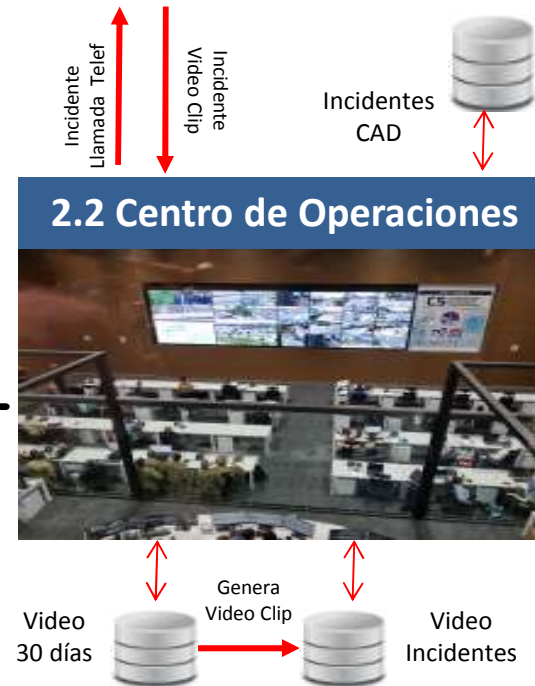 Incidente
Llamada Telef
Incidente
Video Clip
Incidentes
CAD
2.2 Centro de Operaciones
C5
Genera
Video Clip
Video
30 días
Video
Incidentes